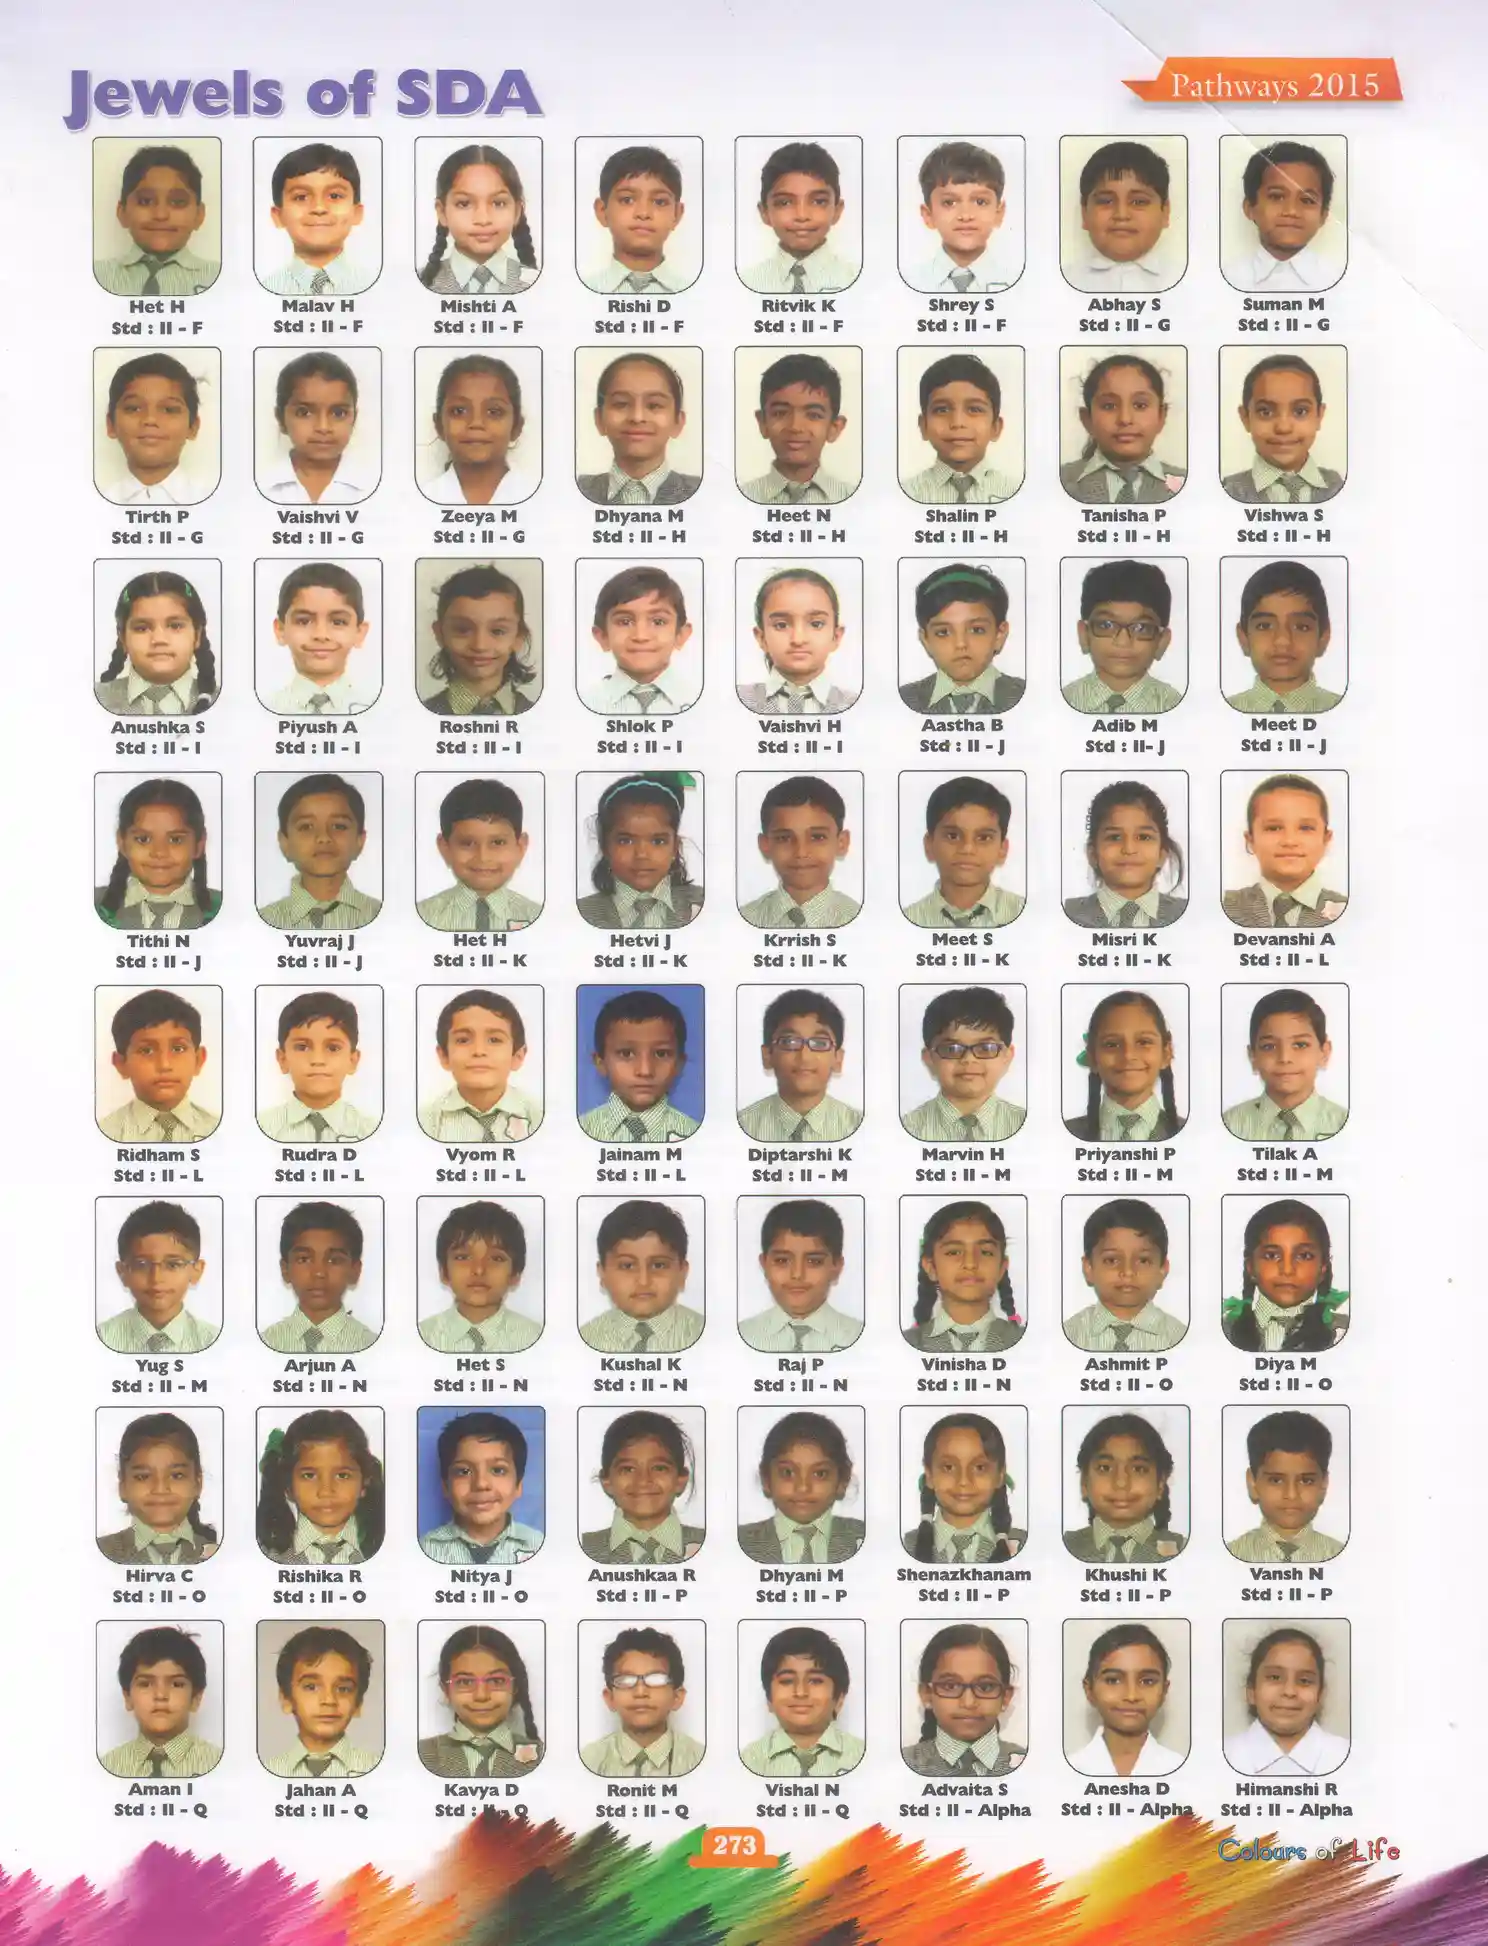 Jewels of SDA
Pathways 2015
Het H
Std : II - F
Malav H
Std : II - F
Mishti A
Std : II - F
Rishi D
Std : II - F
Ritvik K
Std : II - F
Shrey S
Std : II - F
Abhay S
Std : II - G
Suman M
Std : II - G
Tirth P
Std : II - G
Vaishvi V
Std : II - G
Zeeya M
Std : II - G
Dhyana M
Std : II - H
Heet N
Std : II - H
Shalin P
Std : II - H
Tanisha P
Std : II - H
Vishwa S
Std : II - H
Anushka S
Std : II - I
Piyush A
Std : II - I
Roshni R
Std : II - I
Shlok P
Std : II - I
Vaishvi H
Std : II - I
Aastha B
Std : II - J
Adib M
Std : II- J
Meet D
Std : II - J
Tithi N
Std : II - J
Yuvraj J
Std : II - J
Het H
Std : II - K
Hetvi J
Std : II - K
Krrish S
Std : II - K
Meet S
Std : II - K
Misri K
Std : II - K
Devanshi A
Std : II - L
Ridham S
Std : II - L
Rudra D
Std : II - L
Vyom R
Std : II - L
Jainam M
Std : II - L
Diptarshi K
Std : II - M
Marvin H
Std : II - M
Priyanshi P
Std : II - M
Tilak A
Std : II - M
Yug S
Std : II - M
Arjun A
Std : II - N
Het S
Std : II - N
Kushal K
Std : II - N
Raj P
Std : II - N
Vinisha D
Std : II - N
Ashmit P
Std : II - O
Diya M
Std : II - O
Hirva C
Std : II - O
Rishika R
Std : II - O
Nitya J
Std : II - O
Anushkaa R
Std : II - P
Dhyani M
Std : II - P
Shenazkhanam
Std : II - P
Khushi K
Std : II - P
Vansh N
Std : II - P
Aman I
Std : II - Q
Jahan A
Std : II - Q
Kavya D
Std : II - Q
Ronit M
Std : II - Q
Vishal N
Std : II - Q
Advaita S
Std : II - Alpha
Anesha D
Std : II - Alpha
Himanshi R
Std : II - Alpha
273
Colours of Life